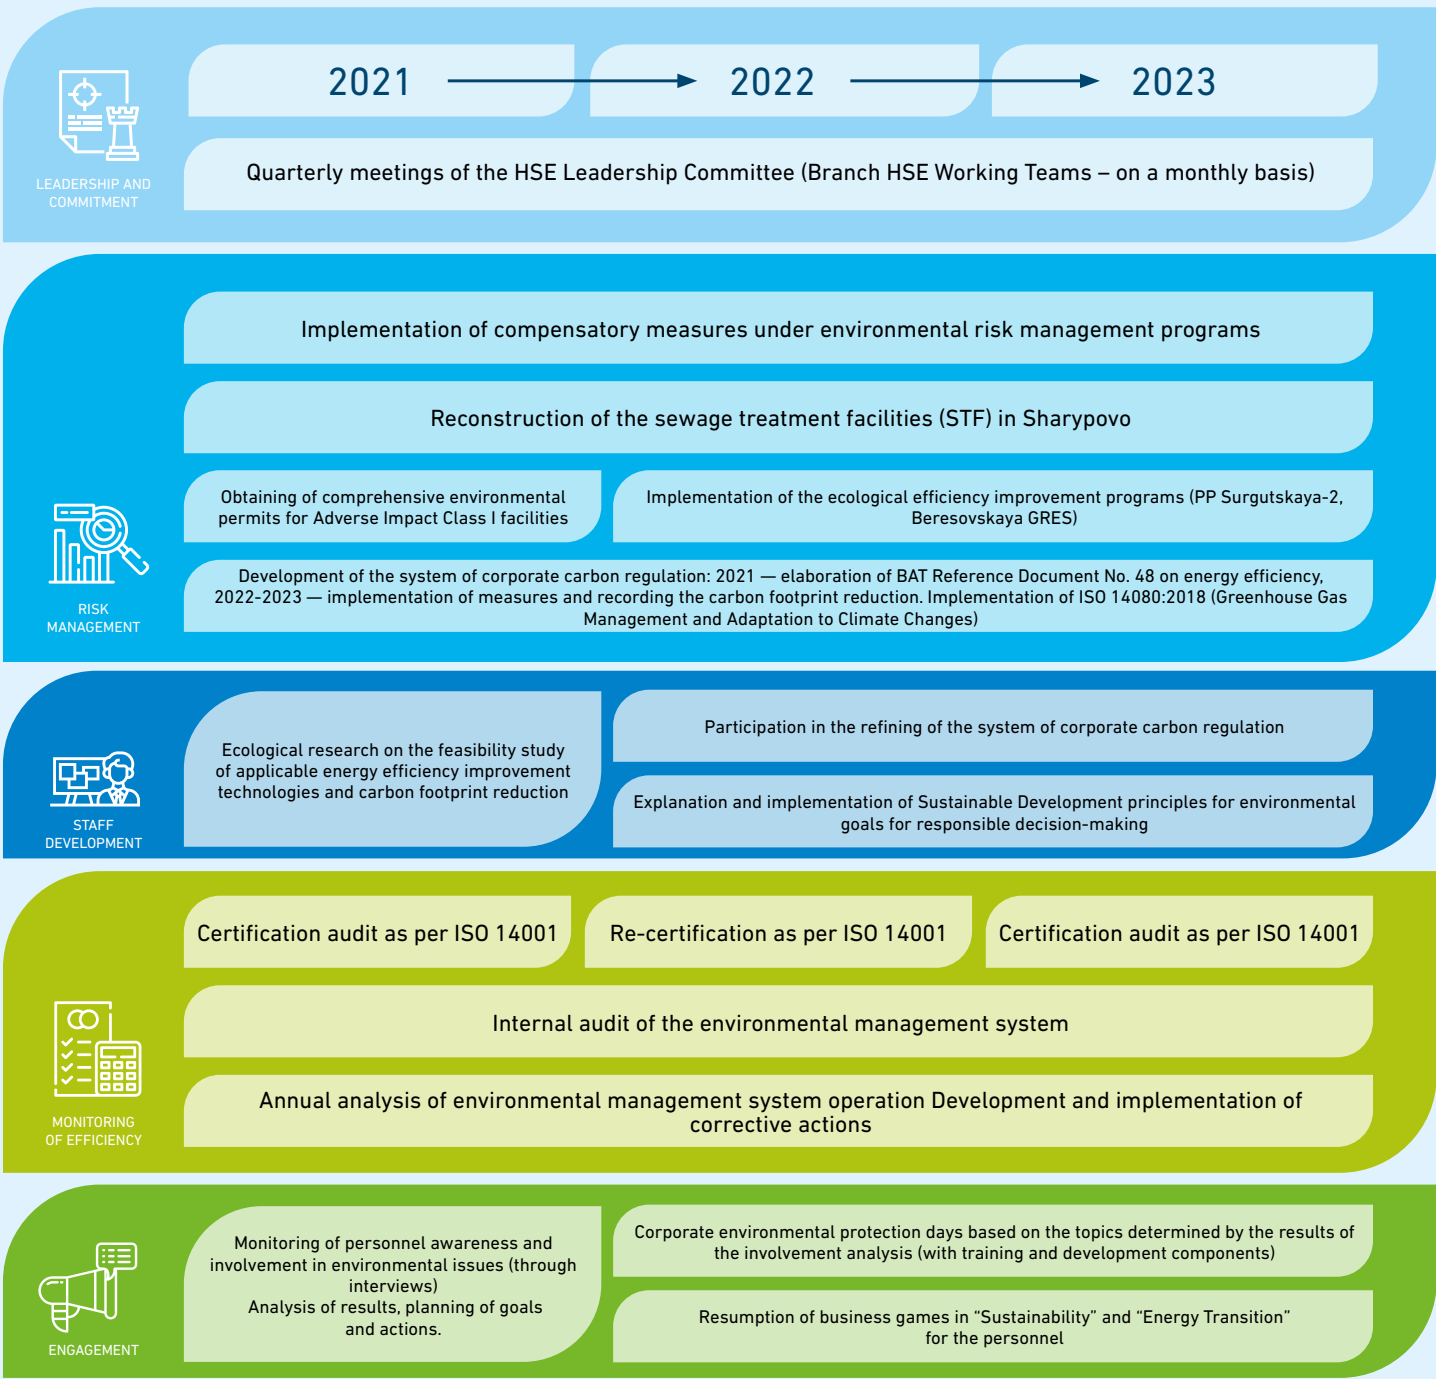 2021
2022
2023
LEADERSHIP AND
COMMITMENT
Quarterly meetings of the HSE Leadership Committee (Branch HSE Working Teams – on a monthly basis)
RISK
MANAGEMENT
Implementation of compensatory measures under environmental risk management programs
Reconstruction of the sewage treatment facilities (STF) in Sharypovo
Obtaining of comprehensive environmental
permits for Adverse Impact Class I facilities
Implementation of the ecological efficiency improvement programs (PP Surgutskaya-2,
Beresovskaya GRES)
Development of the system of corporate carbon regulation: 2021 — elaboration of BAT Reference Document No. 48 on energy efficiency,
2022-2023 — implementation of measures and recording the carbon footprint reduction. Implementation of ISO 14080:2018 (Greenhouse Gas
Management and Adaptation to Climate Changes)
STAFF
DEVELOPMENT
Ecological research on the feasibility study
of applicable energy efficiency improvement
technologies and carbon footprint reduction
Participation in the refining of the system of corporate carbon regulation
Explanation and implementation of Sustainable Development principles for environmental
goals for responsible decision-making
MONITORING
OF EFFICIENCY
Certification audit as per ISO 14001
Re-certification as per ISO 14001
Certification audit as per ISO 14001
Internal audit of the environmental management system
Annual analysis of environmental management system operation Development and implementation of
corrective actions
ENGAGEMENT
Monitoring of personnel awareness and
involvement in environmental issues (through
interviews)
Analysis of results, planning of goals
and actions.
Corporate environmental protection days based on the topics determined by the results of
the involvement analysis (with training and development components)
Resumption of business games in “Sustainability” and “Energy Transition”
for the personnel